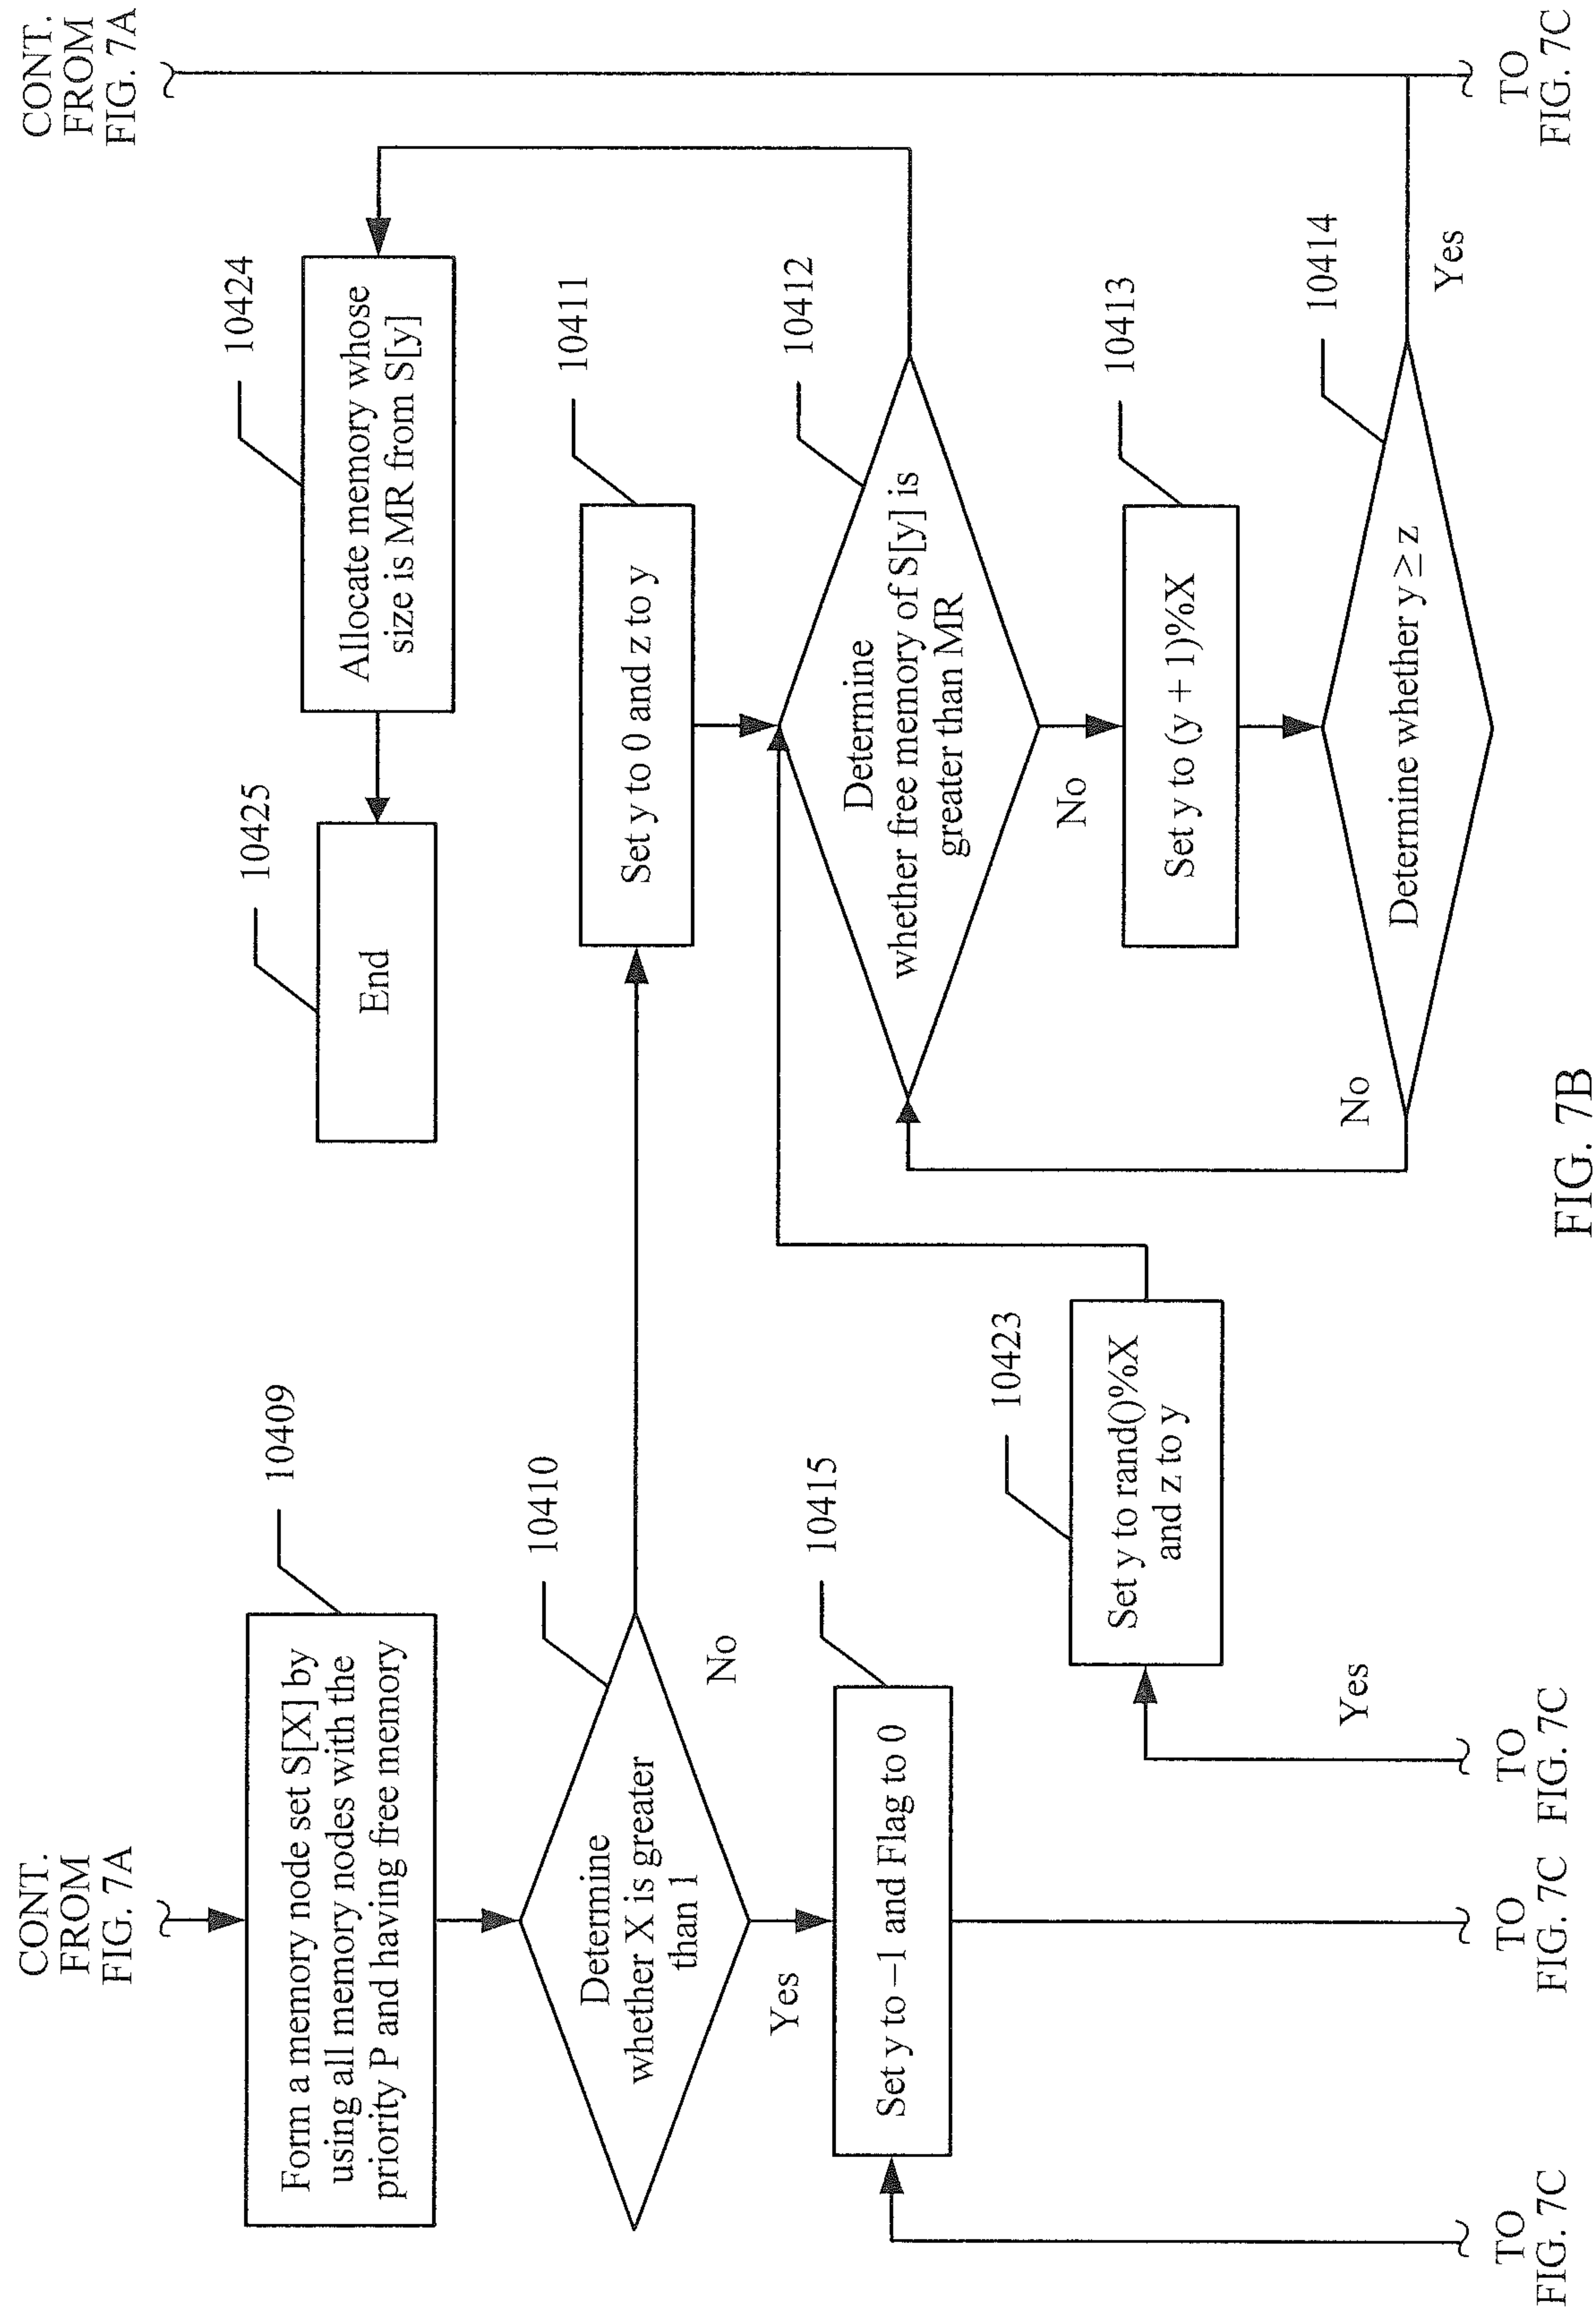 CONT.
FROM
FIG. 7A
CONT.
FROM
FIG. 7A
10409
Form a memory node set S[X] by
using all memory nodes with the
priority P and having free memory
10425
End
10424
Allocate memory whose
size is MR from S[y]
10410
Determine
whether X is greater
than 1
No
Yes
10411
Set y to 0 and z to y
10415
Set y to −1 and Flag to 0
10412
Determine
whether free memory of S[y] is
greater than MR
No
10423
Set y to rand()%X
and z to y
10413
Set y to (y + 1)%X
10414
Determine whether y ≥ z
No
Yes
Yes
TO
FIG. 7C
TO
FIG. 7C
TO
FIG. 7C
TO
FIG. 7C
FIG. 7B